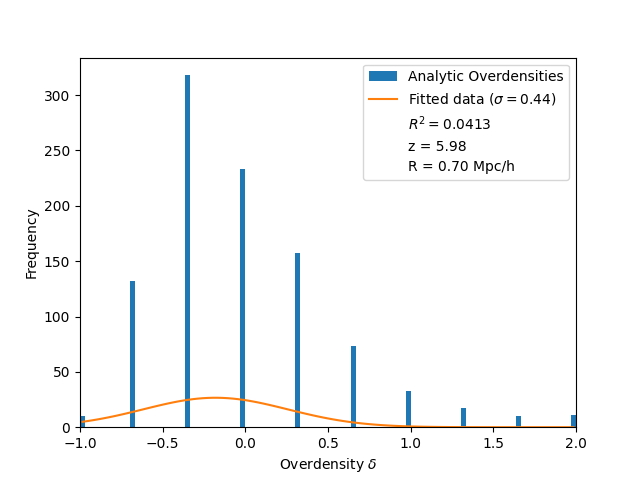 Analytic Overdensities
Fitted data (σ = 0.44)
R² = 0.0413
z = 5.98
R = 0.70 Mpc/h
Frequency
300
250
200
150
100
50
0
−1.0 −0.5 0.0 0.5 1.0 1.5 2.0
Overdensity δ